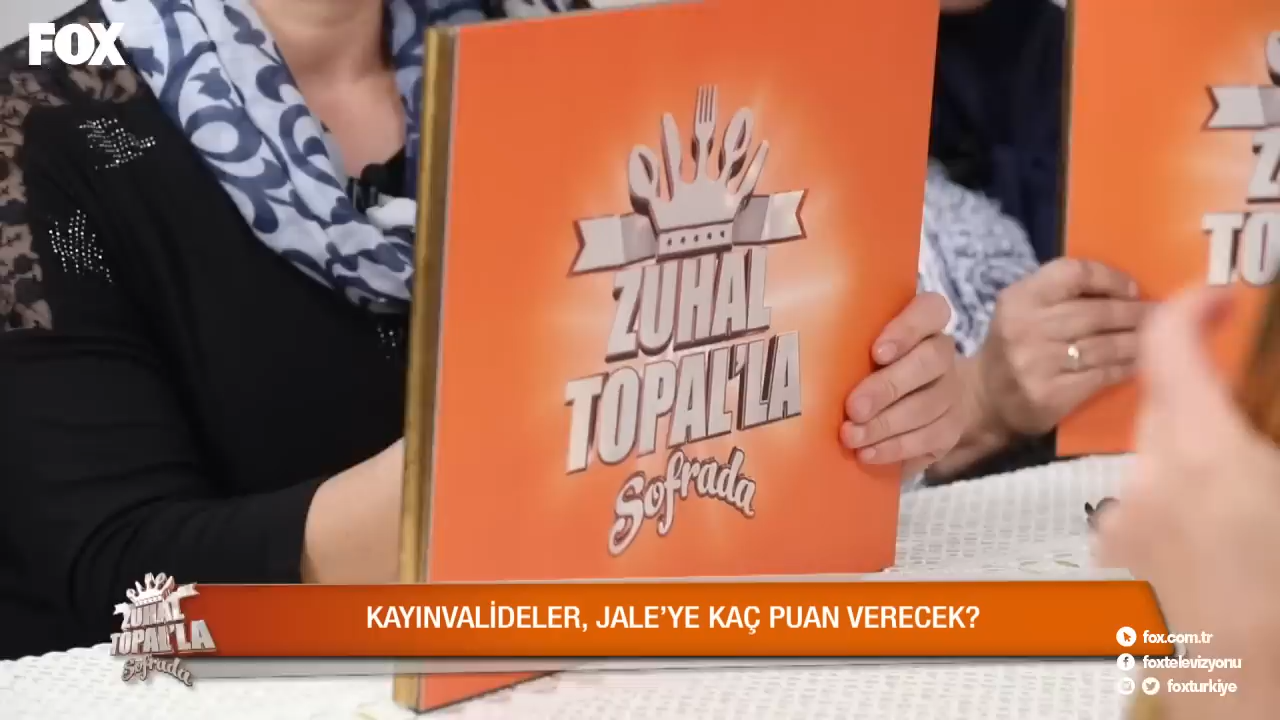 FOX
ZUHAL
TOPAL'LA
Sofrada
TO
ZUHAL
TOPAL'LA
Sofrada
KAYINVALİDELER, JALE'YE KAÇ PUAN VERECEK?
fox.com.tr
foxtelevizyonu
foxturkiye